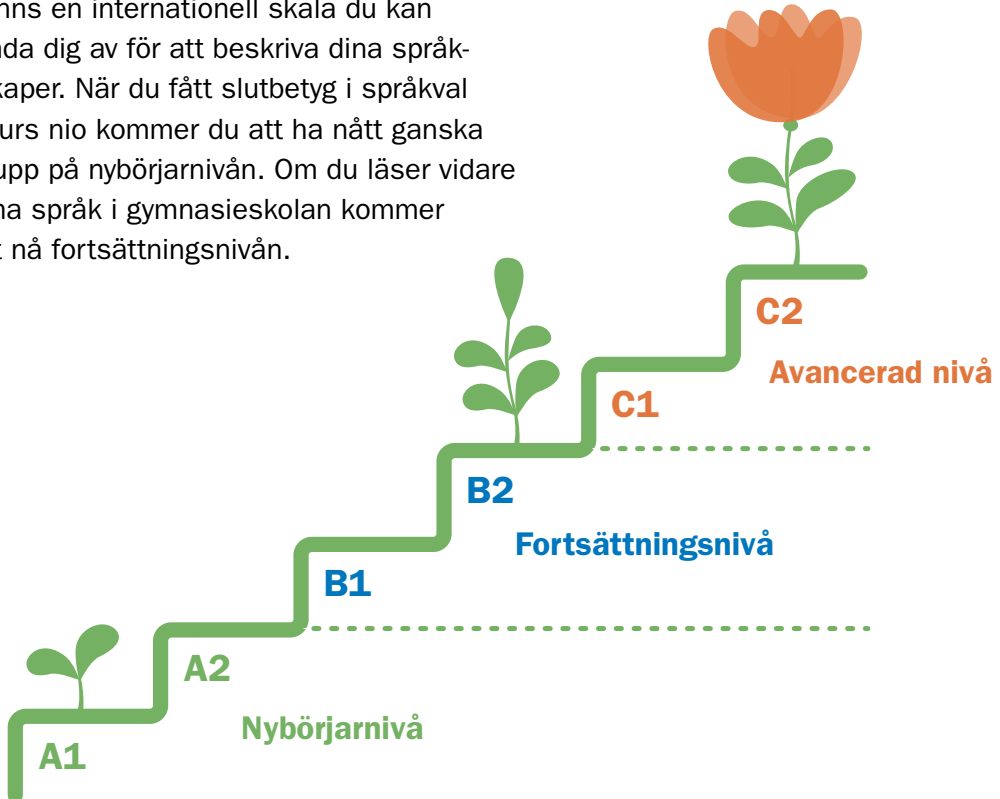 nns en internationell skala du kan
da dig av för att beskriva dina språk-
kaper. När du fått slutbetyg i språkval
urs nio kommer du att ha nått ganska
upp på nybörjarnivån. Om du läser vidare
na språk i gymnasieskolan kommer
t nå fortsättningsnivån.
C2
Avancerad nivå
C1
B2
Fortsättningsnivå
B1
A2
Nybörjarnivå
A1